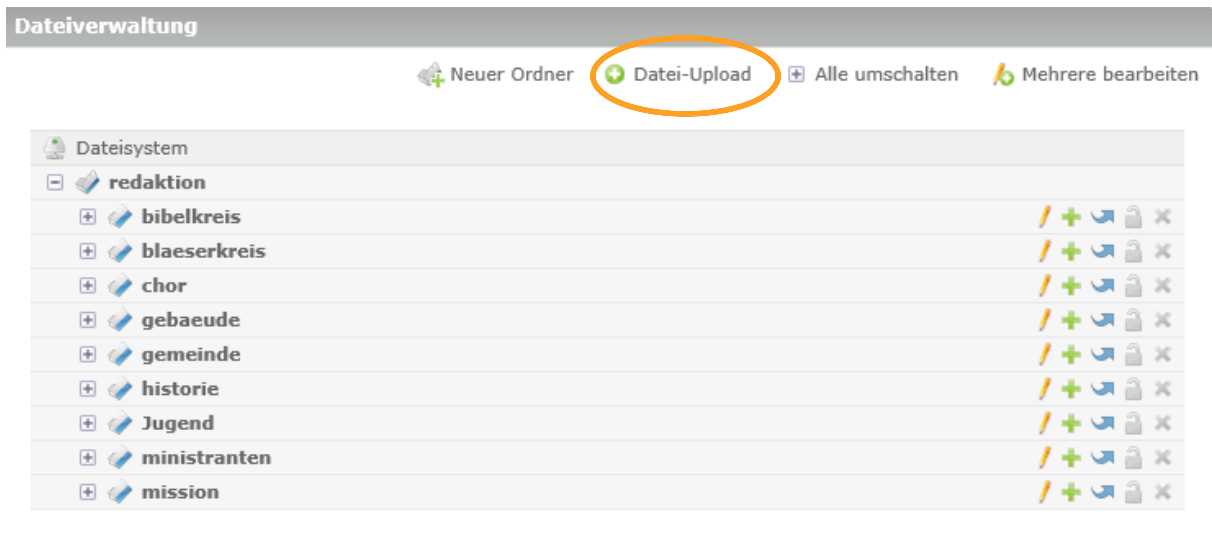 Dateiverwaltung
Neuer Ordner Datei-Upload Alle umschalten Mehrere bearbeiten
Dateisystem
redaktion
bibelkreis
blaeserkreis
chor
gebaeude
gemeinde
historie
Jugend
ministranten
mission